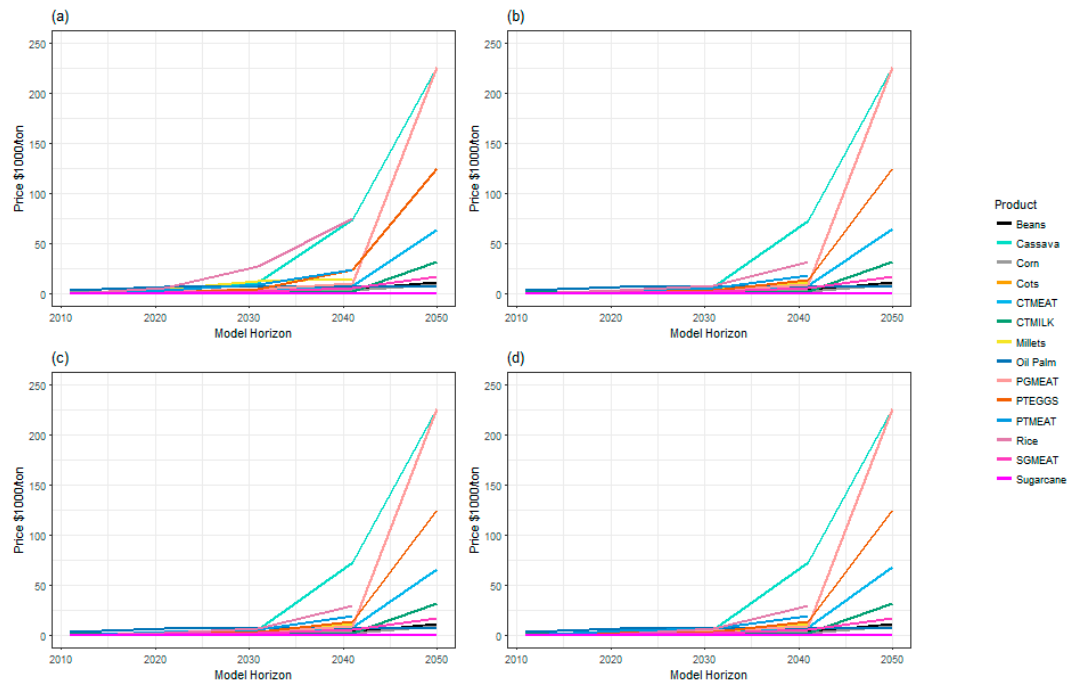 (a)
250
200
150
100
50
0
Price $1000/ton
2010 2020 2030 2040 2050
Model Horizon
(b)
250
200
150
100
50
0
Price $1000/ton
2010 2020 2030 2040 2050
Model Horizon
(c)
250
200
150
100
50
0
Price $1000/ton
2010 2020 2030 2040 2050
Model Horizon
(d)
250
200
150
100
50
0
Price $1000/ton
2010 2020 2030 2040 2050
Model Horizon
Product
Beans
Cassava
Corn
Cots
CTMEAT
CTMILK
Millets
Oil Palm
PGMEAT
PTEGGS
PTMEAT
Rice
SGMEAT
Sugarcane